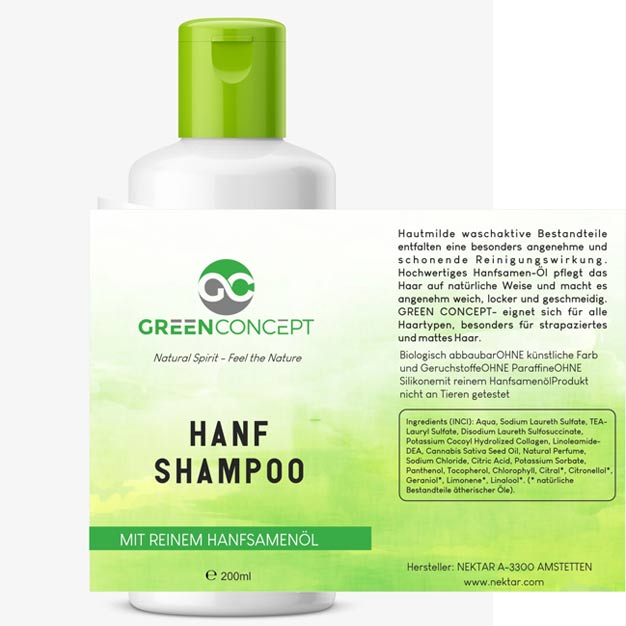 GC
GREENCONCEPT
Natural Spirit – Feel the Nature
HANF
SHAMPOO
MIT REINEM HANFSAMENÖL
℮ 200ml
Hautmilde waschaktive Bestandteile
entfalten eine besonders angenehme und
schonende Reinigungswirkung.
Hochwertiges Hanfsamen-Öl pflegt das
Haar auf natürliche Weise und macht es
angenehm weich, locker und geschmeidig.
GREEN CONCEPT- eignet sich für alle
Haartypen, besonders für strapaziertes
und mattes Haar.
Biologisch abbaubarOHNE künstliche Farb
und GeruchstoffeOHNE ParaffineOHNE
Silikonemit reinem HanfsamenölProdukt
nicht an Tieren getestet
Ingredients (INCI): Aqua, Sodium Laureth Sulfate, TEA-
Lauryl Sulfate, Disodium Laureth Sulfosuccinate,
Potassium Cocoyl Hydrolized Collagen, Linoleamide-
DEA, Cannabis Sativa Seed Oil, Natural Perfume,
Sodium Chloride, Citric Acid, Potassium Sorbate,
Panthenol, Tocopherol, Chlorophyll, Citral*, Citronellol*,
Geraniol*, Limonene*, Linalool*. (* natürliche
Bestandteile ätherischer Öle).
Hersteller: NEKTAR A-3300 AMSTETTEN
www.nektar.com